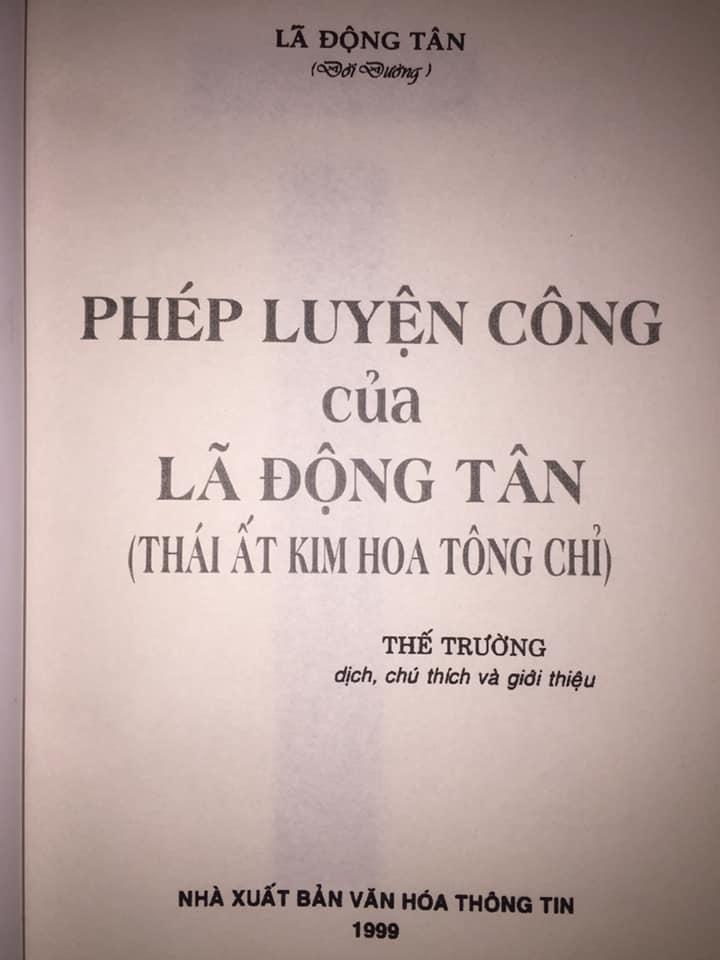 LÃ ĐỘNG TÂN
(Đời Đường)
PHÉP LUYỆN CÔNG
của
LÃ ĐỘNG TÂN
(THÁI ẤT KIM HOA TÔNG CHỈ)
THẾ TRƯỜNG
dịch, chú thích và giới thiệu
NHÀ XUẤT BẢN VĂN HÓA THÔNG TIN
1999